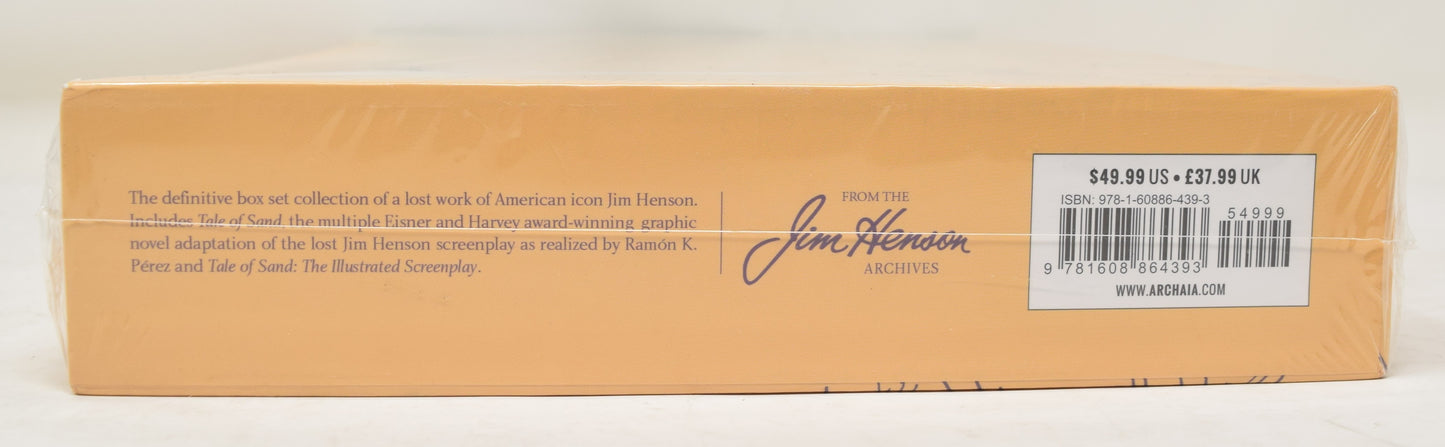 The definitive box set collection of a lost work of American icon Jim Henson.
Includes Tale of Sand, the multiple Eisner and Harvey award-winning graphic
novel adaptation of the lost Jim Henson screenplay as realized by Ramón K.
Pérez and Tale of Sand: The Illustrated Screenplay.
FROM THE
Jim Henson
ARCHIVES
$49.99 US • £37.99 UK
ISBN: 978-1-60886-439-3
54999
9 781608 864393
WWW.ARCHAIA.COM